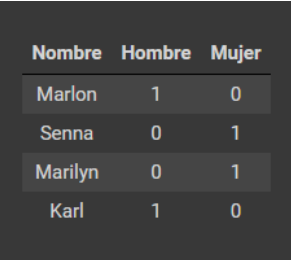 Nombre Hombre Mujer
Marlon 1 0
Senna 0 1
Marilyn 0 1
Karl 1 0